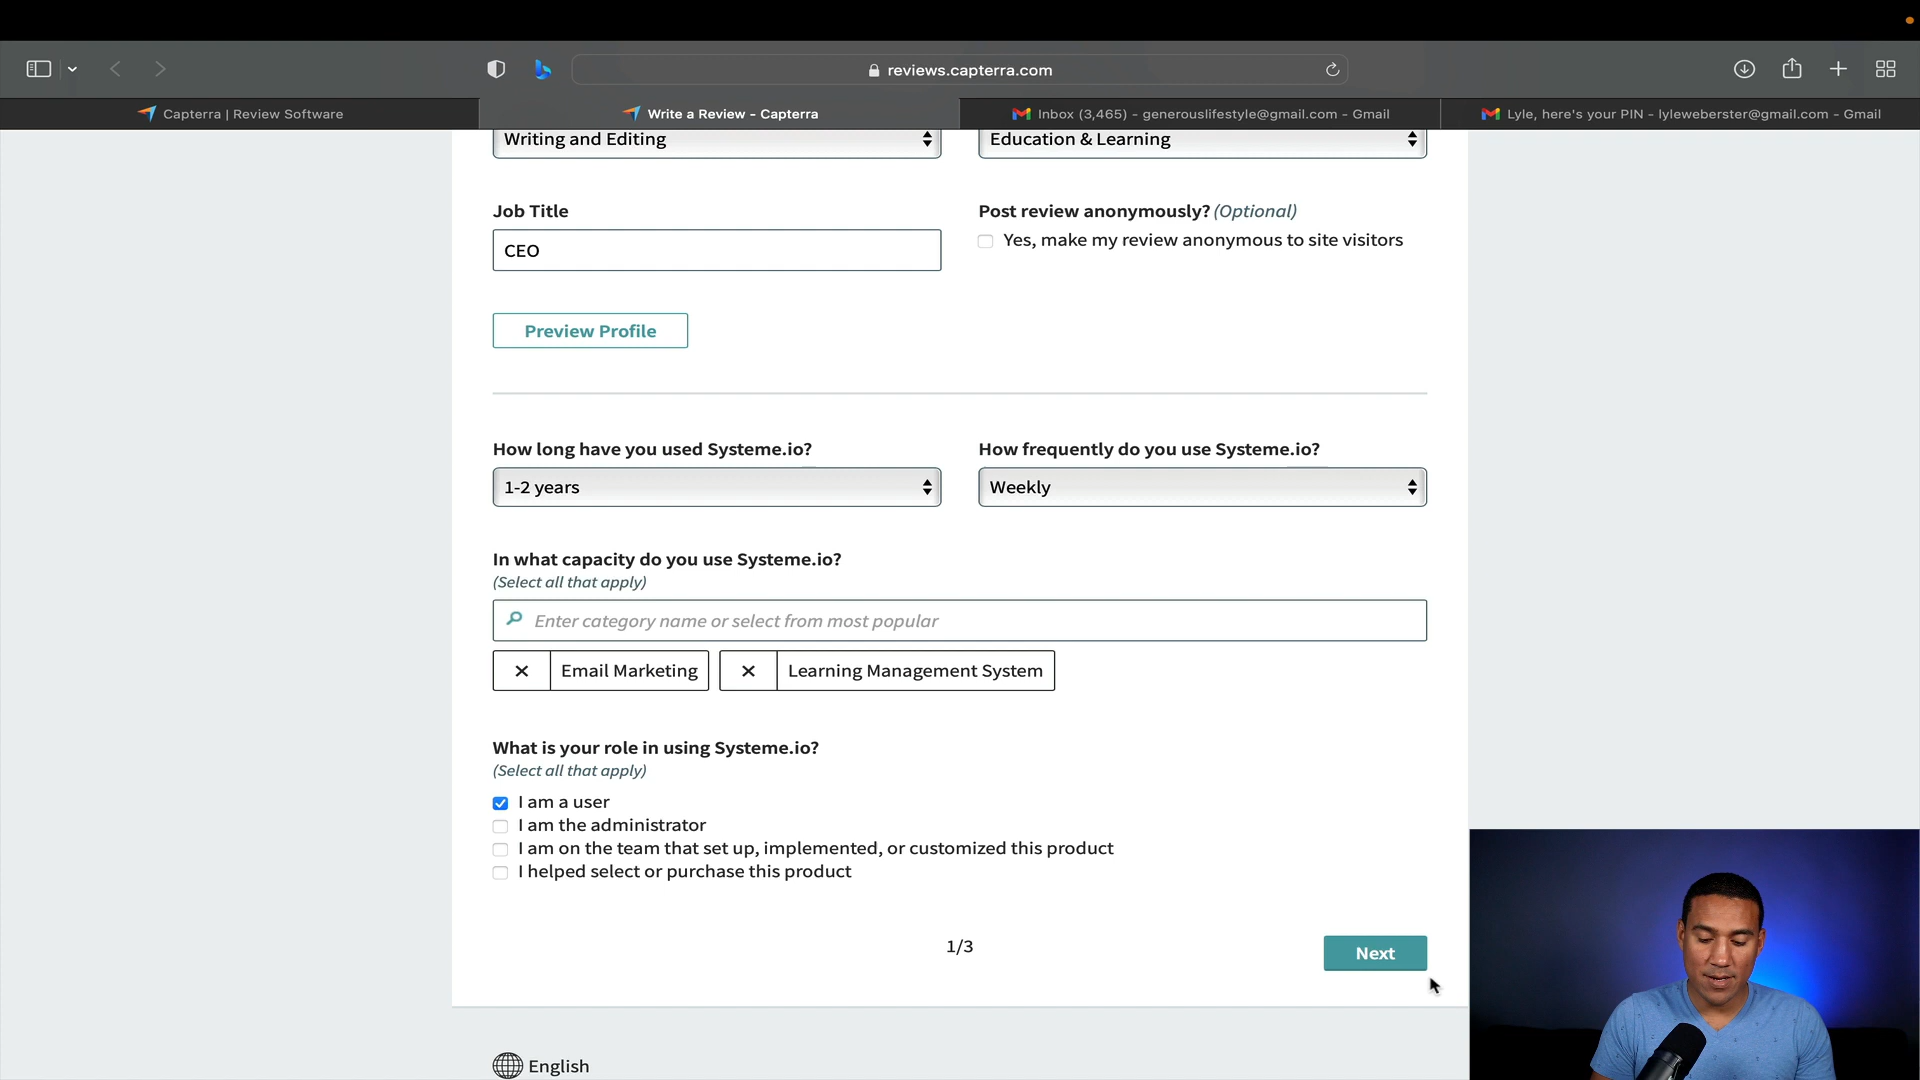 reviews.capterra.com
Capterra | Review Software
Write a Review - Capterra
Inbox (3,465) - generouslifestyle@gmail.com - Gmail
Lyle, here's your PIN - lyleweberster@gmail.com - Gmail
Writing and Editing
Education & Learning
Job Title
Post review anonymously? (Optional)
CEO
Yes, make my review anonymous to site visitors
Preview Profile
How long have you used Systeme.io?
How frequently do you use Systeme.io?
1-2 years
Weekly
In what capacity do you use Systeme.io?
(Select all that apply)
Enter category name or select from most popular
Email Marketing
Learning Management System
What is your role in using Systeme.io?
(Select all that apply)
I am a user
I am the administrator
I am on the team that set up, implemented, or customized this product
I helped select or purchase this product
1/3
Next
English